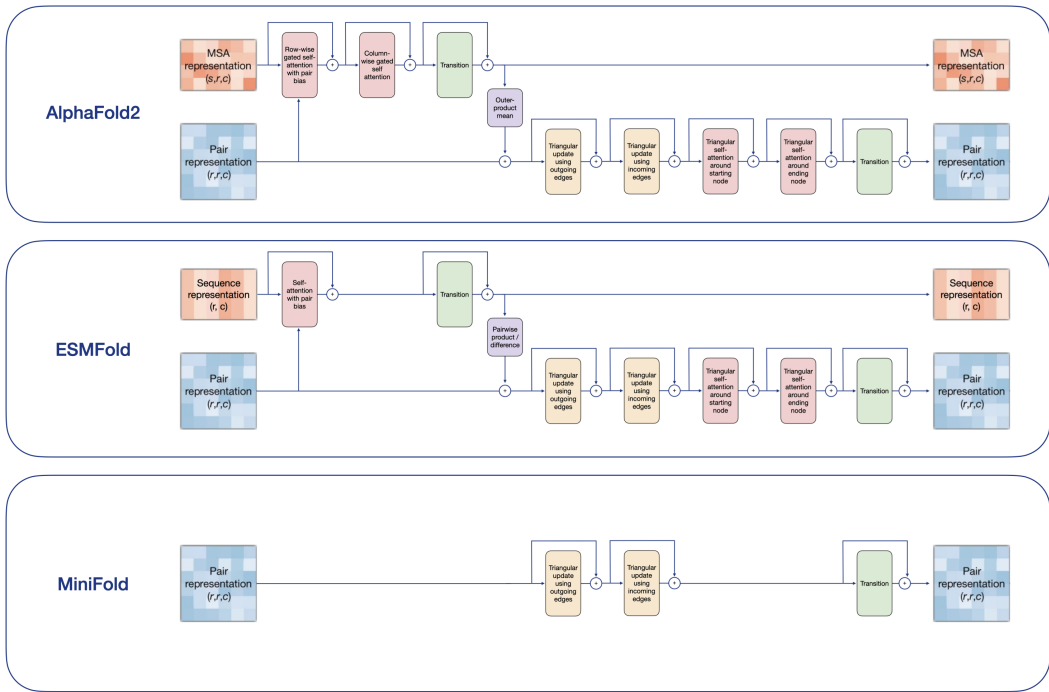 AlphaFold2
MSA
representation
(s,r,c)
Row-wise
gated self-
attention
with pair
bias
+
Column-
wise gated
self
attention
+
Transition
+
MSA
representation
(s,r,c)
Outer-
product
mean
Pair
representation
(r,r,c)
+
Triangular
update
using
outgoing
edges
+
Triangular
update
using
incoming
edges
+
Triangular
self-
attention
around
starting
node
+
Triangular
self-
attention
around
ending
node
+
Transition
+
Pair
representation
(r,r,c)
ESMFold
Sequence
representation
(r, c)
Self-
attention
with pair
bias
+
Transition
+
Sequence
representation
(r, c)
Pairwise
product /
difference
Pair
representation
(r,r,c)
+
Triangular
update
using
outgoing
edges
+
Triangular
update
using
incoming
edges
+
Triangular
self-
attention
around
starting
node
+
Triangular
self-
attention
around
ending
node
+
Transition
+
Pair
representation
(r,r,c)
MiniFold
Pair
representation
(r,r,c)
Triangular
update
using
outgoing
edges
+
Triangular
update
using
incoming
edges
+
Transition
+
Pair
representation
(r,r,c)